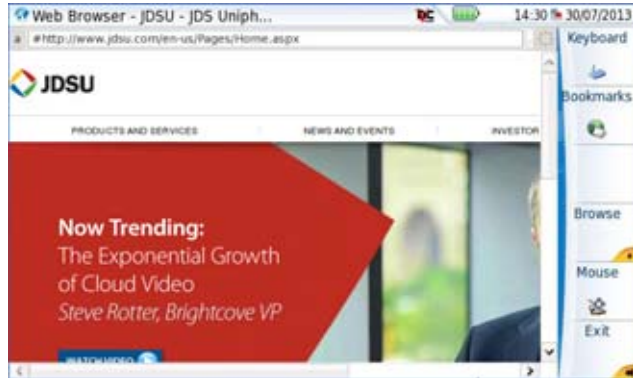 Web Browser - JDSU - JDS Uniph...
DC
14:30
30/07/2013
http://www.jdsu.com/en-us/Pages/Home.aspx
Keyboard
JDSU
Bookmarks
PRODUCTS AND SERVICES
NEWS AND EVENTS
INVESTOR
Now Trending:
The Exponential Growth
of Cloud Video
Steve Rotter, Brightcove VP
WATCH VIDEO
Browse
Mouse
Exit